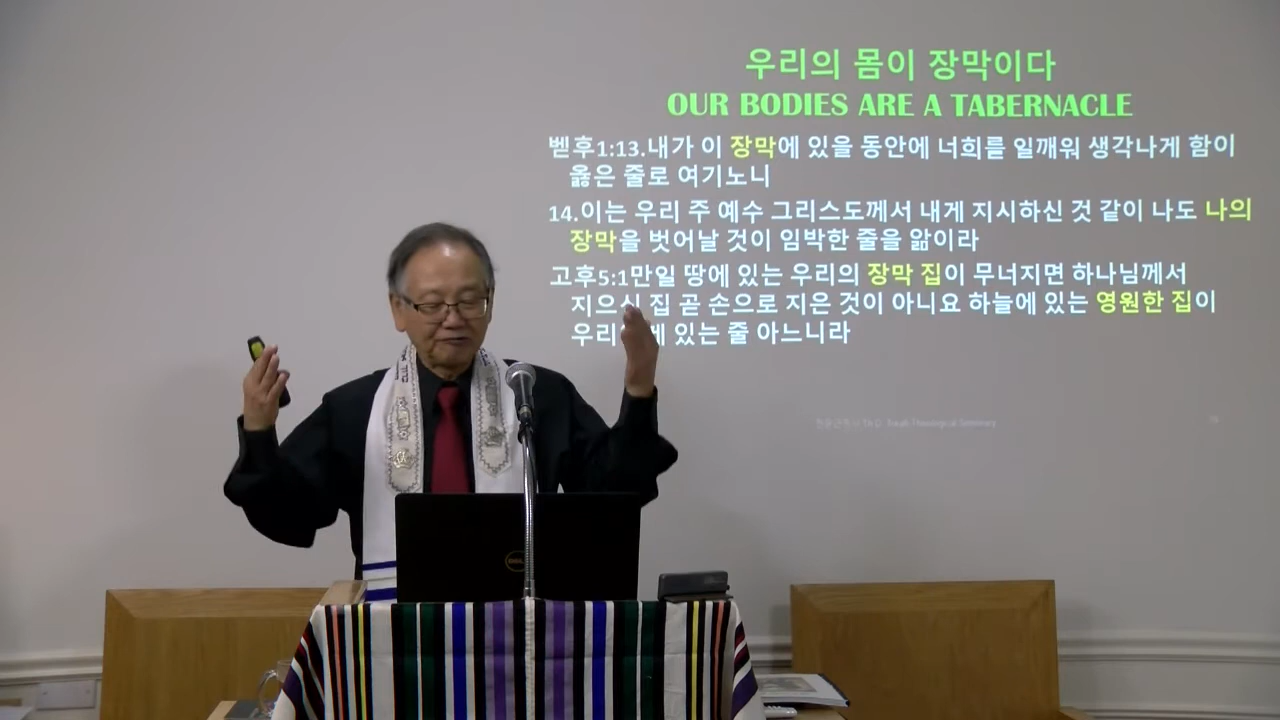 우리의 몸이 장막이다
OUR BODIES ARE A TABERNACLE
벧후1:13.내가 이 장막에 있을 동안에 너희를 일깨워 생각나게 함이
옳은 줄로 여기노니
14.이는 우리 주 예수 그리스도께서 내게 지시하신 것 같이 나도 나의
장막을 벗어날 것이 임박한 줄을 앎이라
고후5:1만일 땅에 있는 우리의 장막 집이 무너지면 하나님께서
지으신 집 곧 손으로 지은 것이 아니요 하늘에 있는 영원한 집이
우리 있는 줄 아느니라
Theological Seminary
DELL